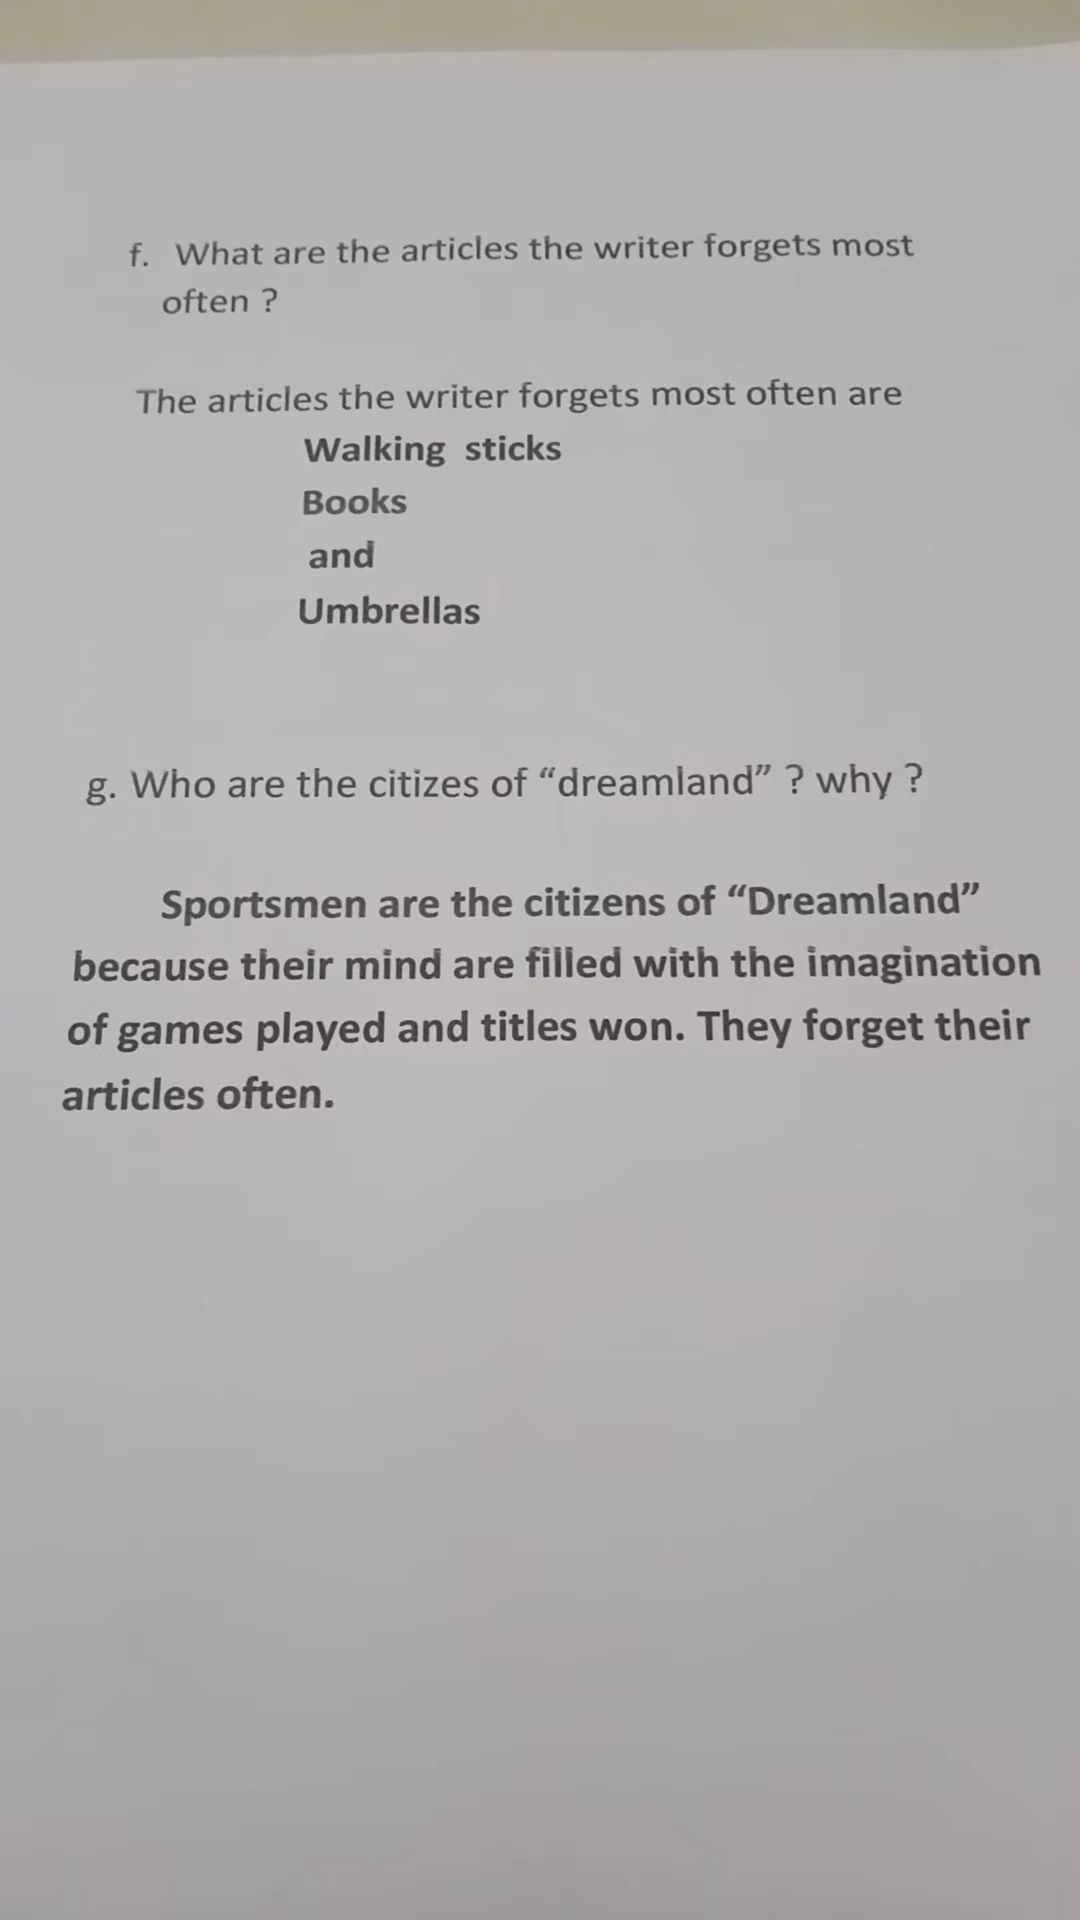 f. What are the articles the writer forgets most
often ?
The articles the writer forgets most often are
Walking sticks
Books
and
Umbrellas
g. Who are the citizes of “dreamland” ? why ?
Sportsmen are the citizens of “Dreamland”
because their mind are filled with the imagination
of games played and titles won. They forget their
articles often.